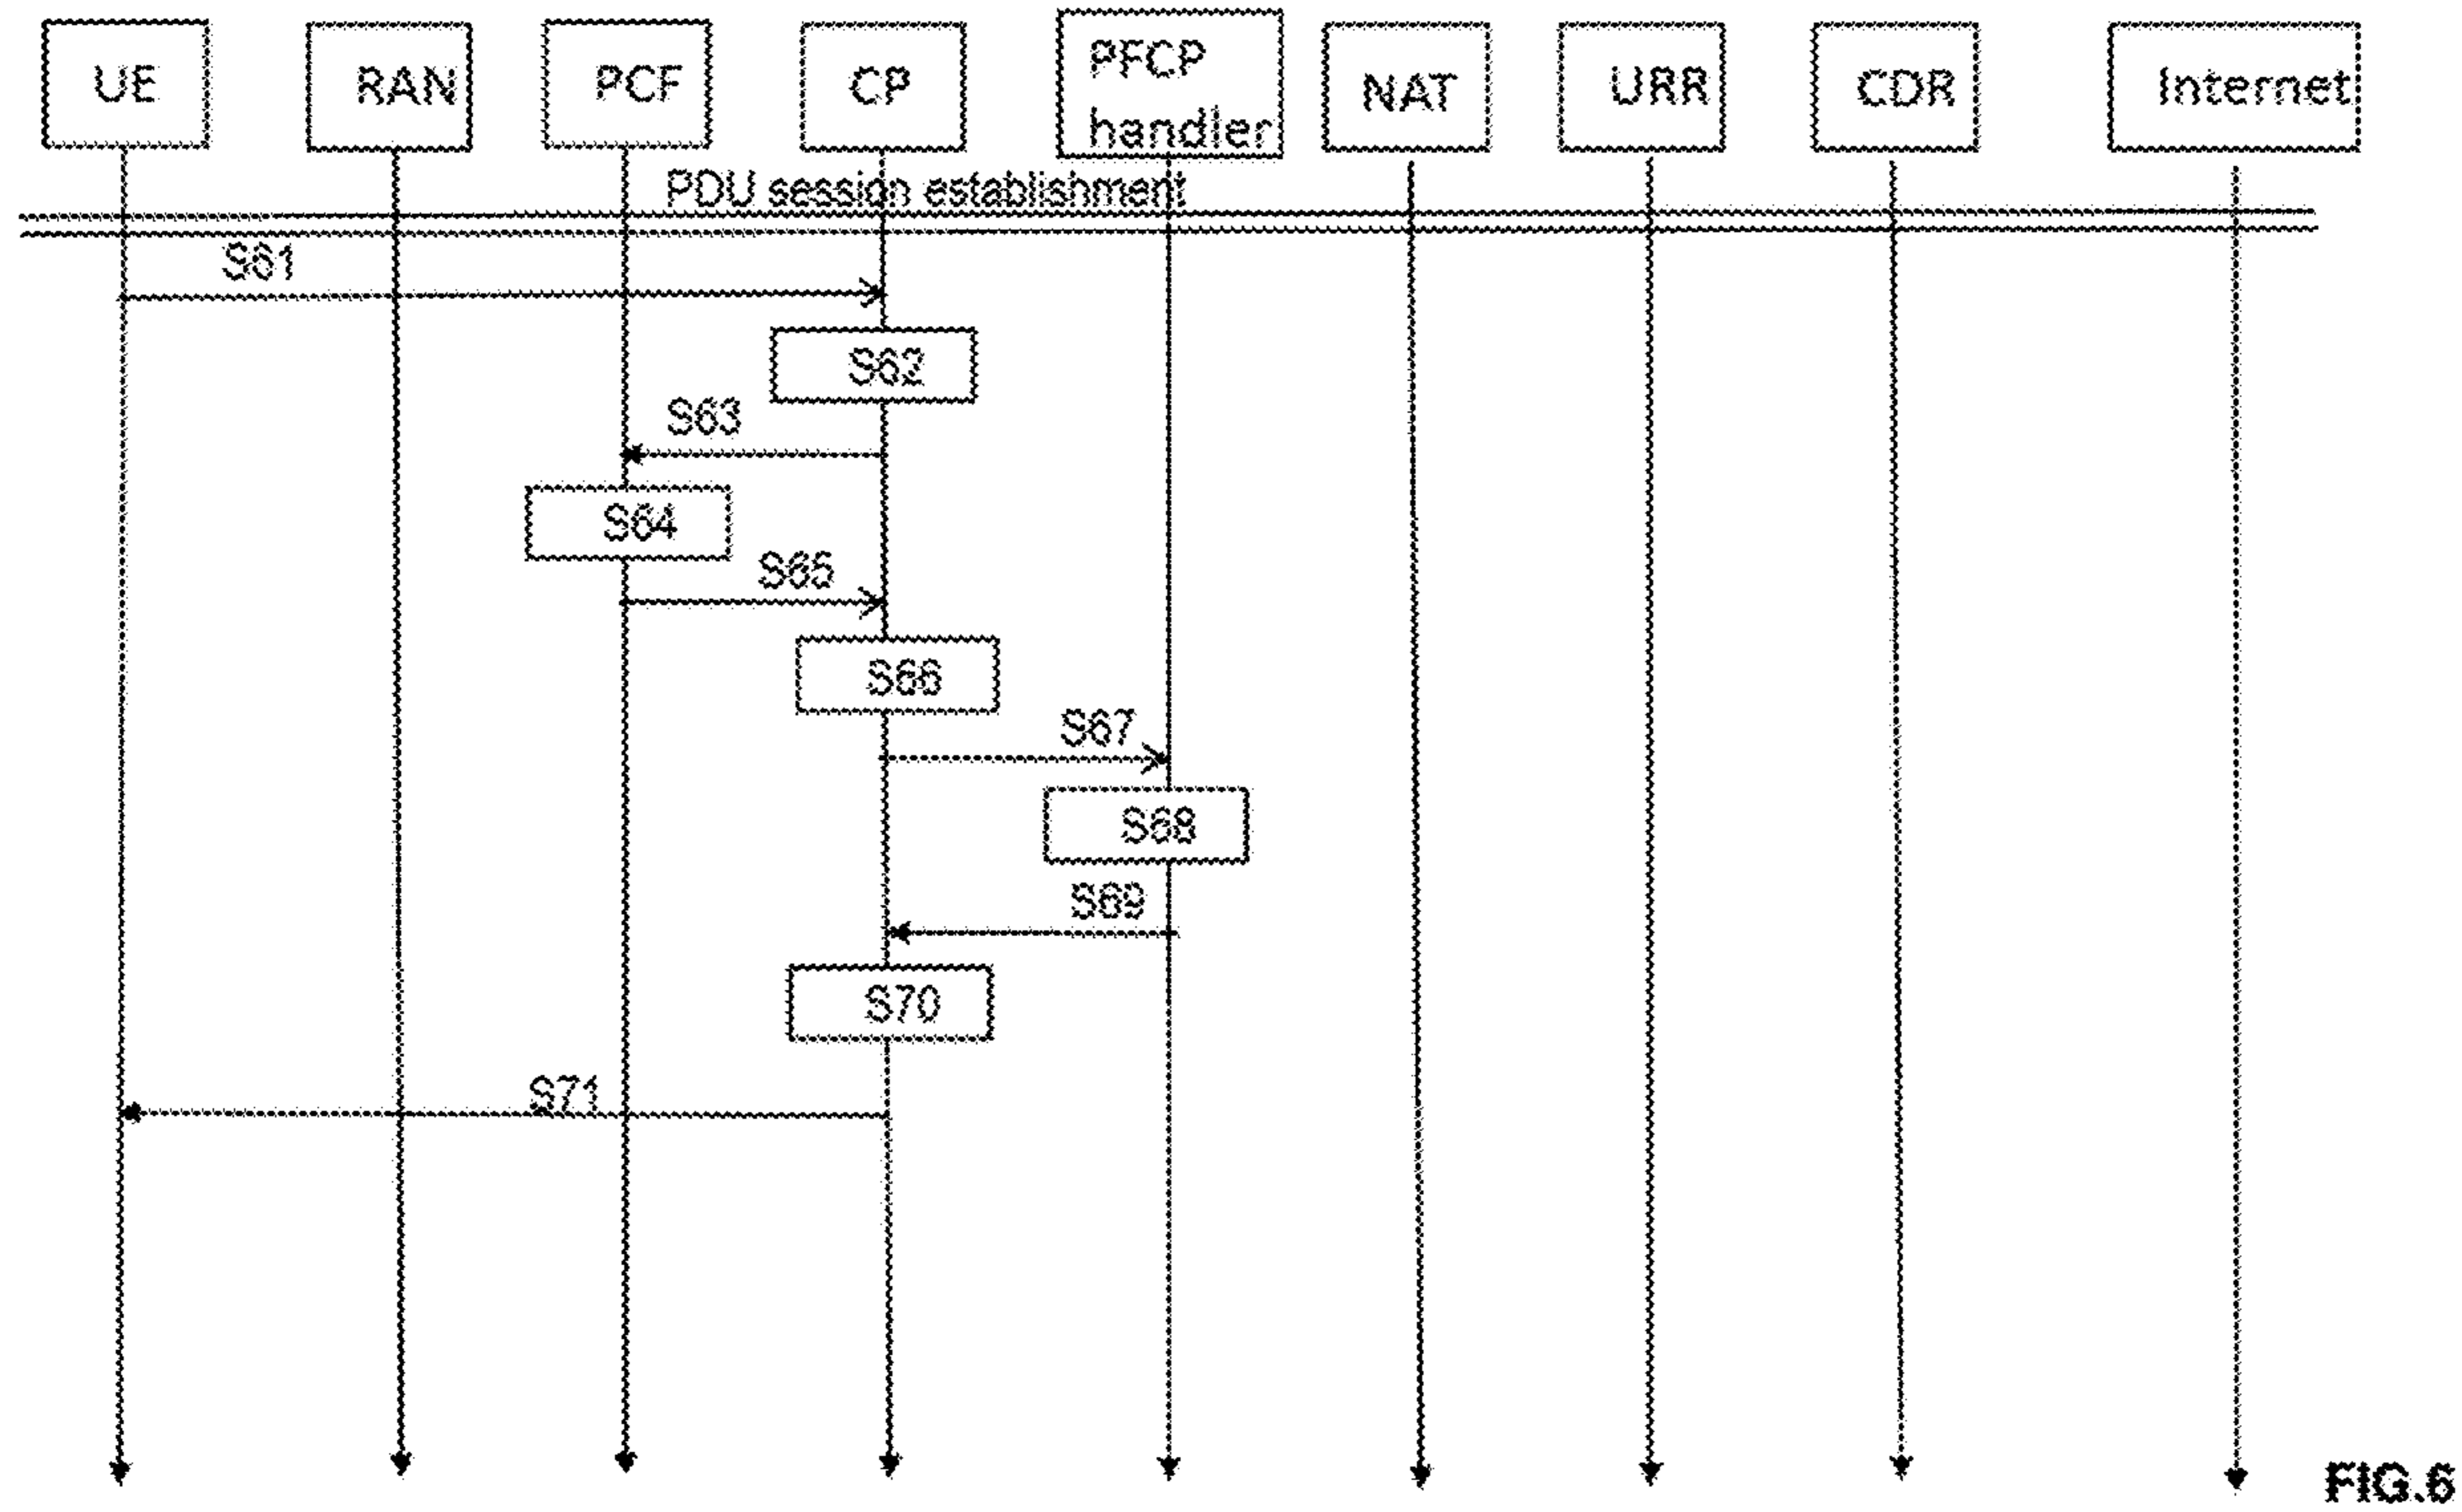 UE
RAN
PCF
CP
PFCP
handler
NAT
URR
CDR
Internet
PDU session establishment
S61
S62
S63
S64
S65
S66
S67
S68
S69
S70
S71
FIG.6